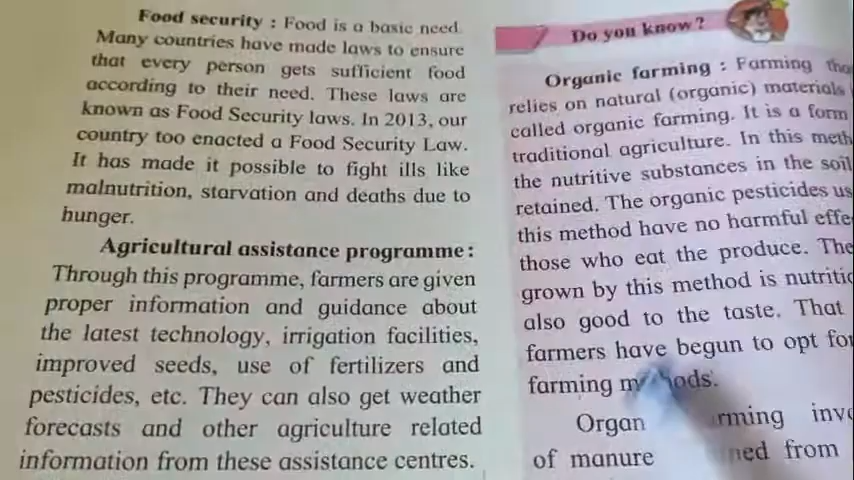 Food security : Food is a basic need.
Many countries have made laws to ensure
that every person gets sufficient food
according to their need. These laws are
known as Food Security laws. In 2013, our
country too enacted a Food Security Law.
It has made it possible to fight ills like
malnutrition, starvation and deaths due to
hunger.
Agricultural assistance programme :
Through this programme, farmers are given
proper information and guidance about
the latest technology, irrigation facilities,
improved seeds, use of fertilizers and
pesticides, etc. They can also get weather
forecasts and other agriculture related
information from these assistance centres.
Do you know?
Organic farming : Farming
relies on natural (organic) materials
called organic farming. It is a form
traditional agriculture. In this
the nutritive substances in the soil
retained. The organic pesticides
this method have no harmful
those who eat the produce.
grown by this method is
also good to the taste. That
farmers have begun to opt
farming
of manure from